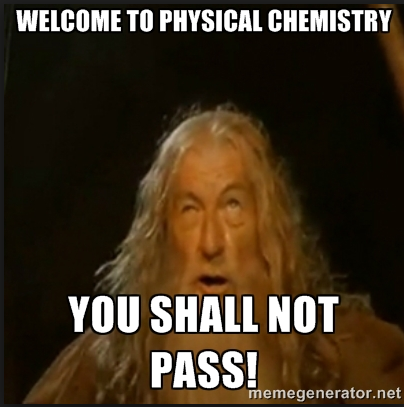 WELCOME TO PHYSICAL CHEMISTRY
YOU SHALL NOT
PASS!
memegenerator.net